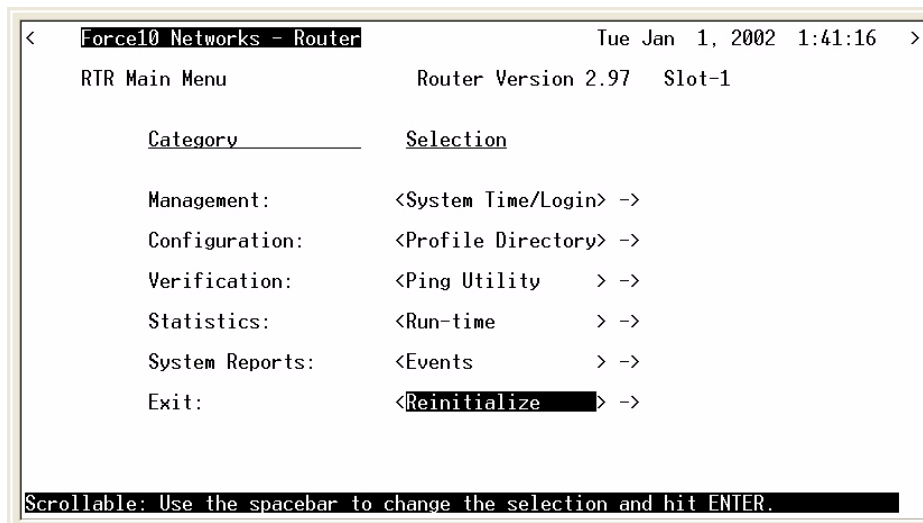 < Force10 Networks - Router Tue Jan 1, 2002 1:41:16 >
RTR Main Menu Router Version 2.97 Slot-1
Category Selection
Management: <System Time/Login> ->
Configuration: <Profile Directory> ->
Verification: <Ping Utility > ->
Statistics: <Run-time > ->
System Reports: <Events > ->
Exit: <Reinitialize > ->
Scrollable: Use the spacebar to change the selection and hit ENTER.